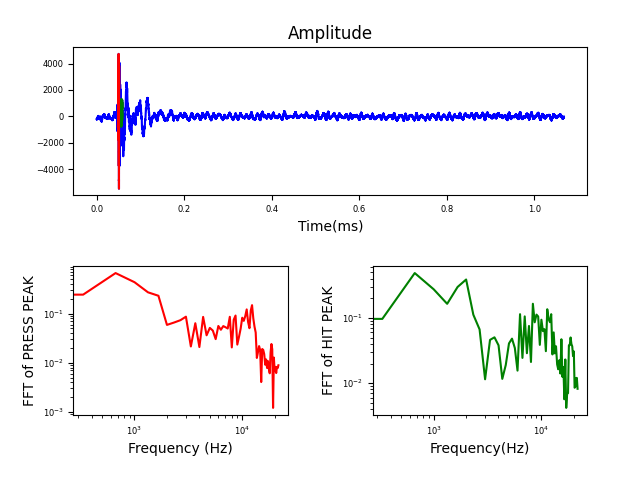 Amplitude
4000
2000
0
−2000
−4000
0.0 0.2 0.4 0.6 0.8 1.0
Time(ms)
FFT of PRESS PEAK
10⁻¹
10⁻²
10⁻³
10³ 10⁴
Frequency (Hz)
FFT of HIT PEAK
10⁻¹
10⁻²
10³ 10⁴
Frequency(Hz)